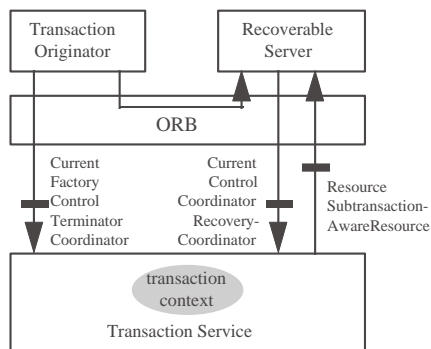 Transaction
Originator
Recoverable
Server
ORB
Current
Factory
Control
Terminator
Coordinator
Current
Control
Coordinator
Recovery-
Coordinator
Resource
Subtransaction-
AwareResource
transaction
context
Transaction Service